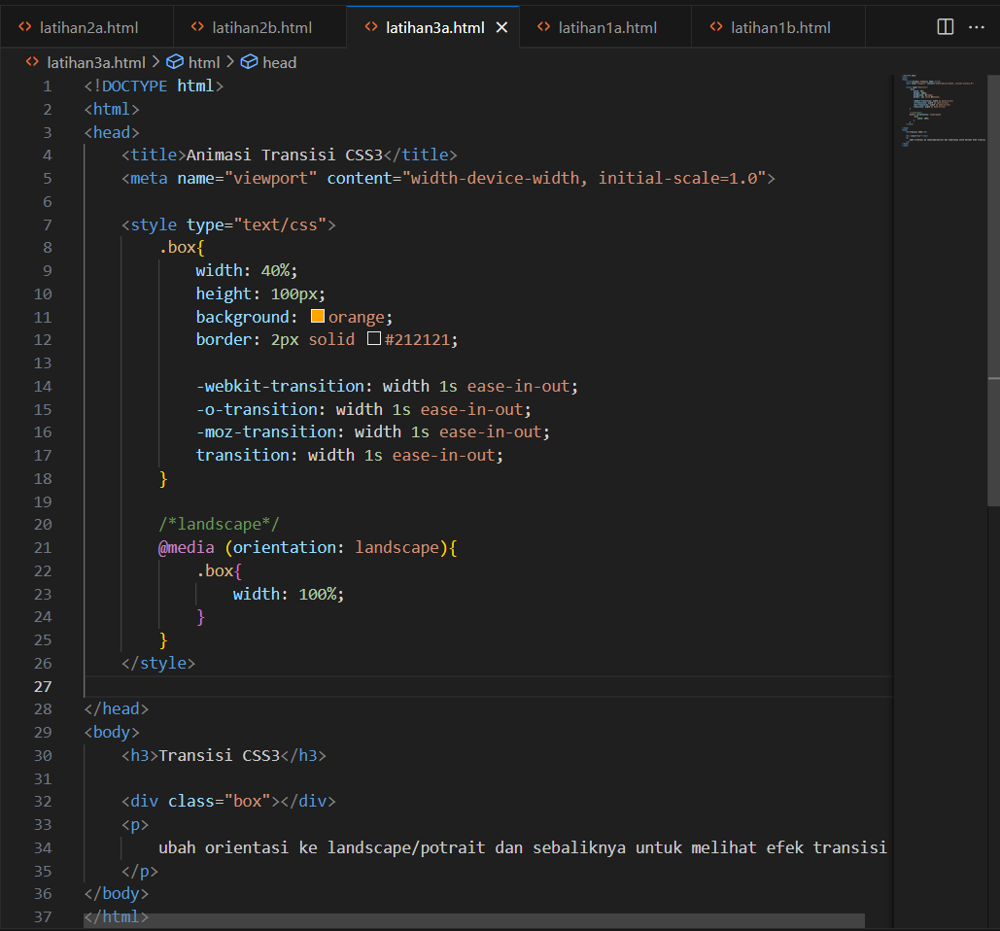 latihan2a.html latihan2b.html latihan3a.html latihan1a.html latihan1b.html
latihan3a.html > html > head
1 <!DOCTYPE html>
2 <html>
3 <head>
4 <title>Animasi Transisi CSS3</title>
5 <meta name="viewport" content="width-device-width, initial-scale=1.0">
6
7 <style type="text/css">
8 .box{
9 width: 40%;
10 height: 100px;
11 background: orange;
12 border: 2px solid #212121;
13
14 -webkit-transition: width 1s ease-in-out;
15 -o-transition: width 1s ease-in-out;
16 -moz-transition: width 1s ease-in-out;
17 transition: width 1s ease-in-out;
18 }
19
20 /*landscape*/
21 @media (orientation: landscape){
22 .box{
23 width: 100%;
24 }
25 }
26 </style>
27
28 </head>
29 <body>
30 <h3>Transisi CSS3</h3>
31
32 <div class="box"></div>
33 <p>
34 ubah orientasi ke landscape/potrait dan sebaliknya untuk melihat efek transisi
35 </p>
36 </body>
37 </html>